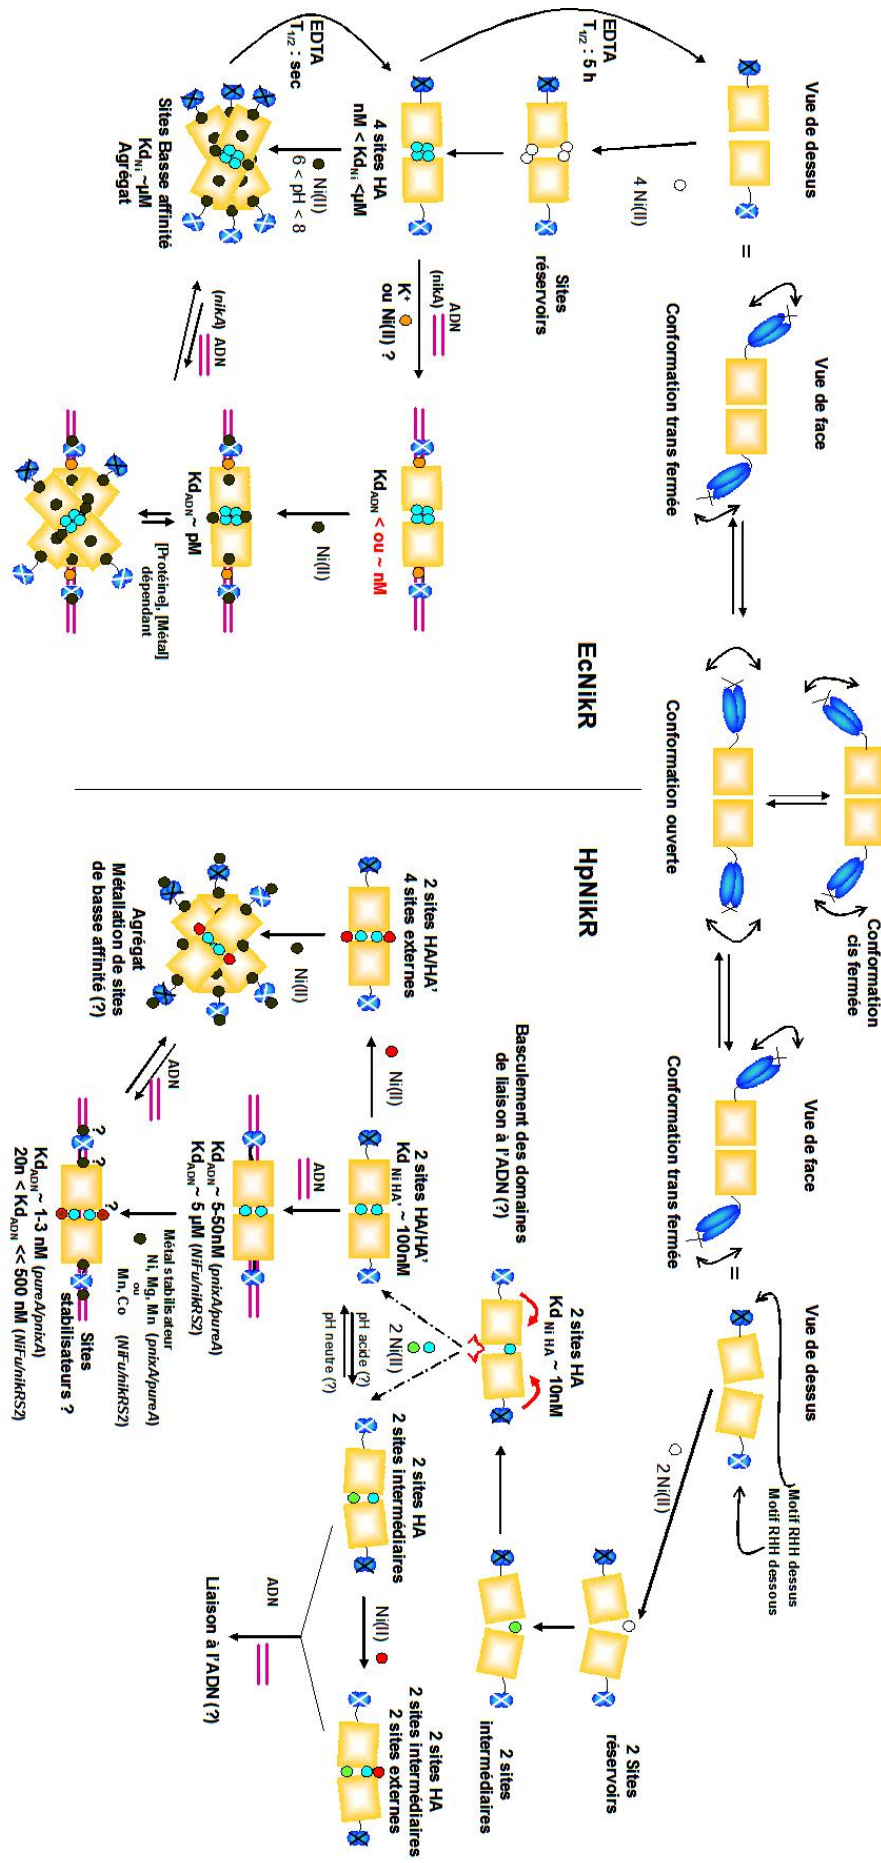 Vue de dessus
=
Vue de face
Conformation trans fermée
Conformation
cis fermée
Conformation ouverte
Vue de face
Conformation trans fermée
=
Vue de dessus
Motif RHH dessus
Motif RHH dessous
EcNikR
HpNikR
4 Ni(II)
EDTA
T1/2 : 5 h
Sites
réservoirs
4 sites HA
nM < KdNi <µM
ADN
(nikA)
K+
ou Ni(II) ?
KdADN < ou ~ nM
EDTA
T1/2 : sec
Ni(II)
6 < pH < 8
Sites Basse affinité
KdNi ~µM
Agrégat
(nikA) ADN
Ni(II)
KdADN ~ pM
[Protéine], [Métal]
dépendant
2 Ni(II)
2 Sites
réservoirs
2 sites
intermédiaires
2 sites HA
Kd Ni HA ~ 10nM
Basculement des domaines
de liaison à l'ADN (?)
2 Ni(II)
pH acide (?)
pH neutre (?)
2 sites HA/HA'
Kd Ni HA' ~ 100nM
Ni(II)
2 sites HA/HA'
4 sites externes
Ni(II)
Agrégat
Métallation de sites
de basse affinité (?)
ADN
ADN
KdADN ~ 5-50nM (pnixA/pureA)
KdADN ~ 5 µM (NiFu/nikRS2)
Métal stabilisateur
Ni, Mg, Mn (pnixA/pureA)
ou
Mn, Co (NiFu/nikRS2)
?
?
?
Sites
stabilisateurs ?
KdADN ~ 1-3 nM (pureA/pnixA)
20n < KdADN << 500 nM (NiFu/nikRS2)
2 sites HA
2 sites intermédiaires
Ni(II)
2 sites HA
2 sites intermédiaires
2 sites externes
ADN
Liaison à l'ADN (?)